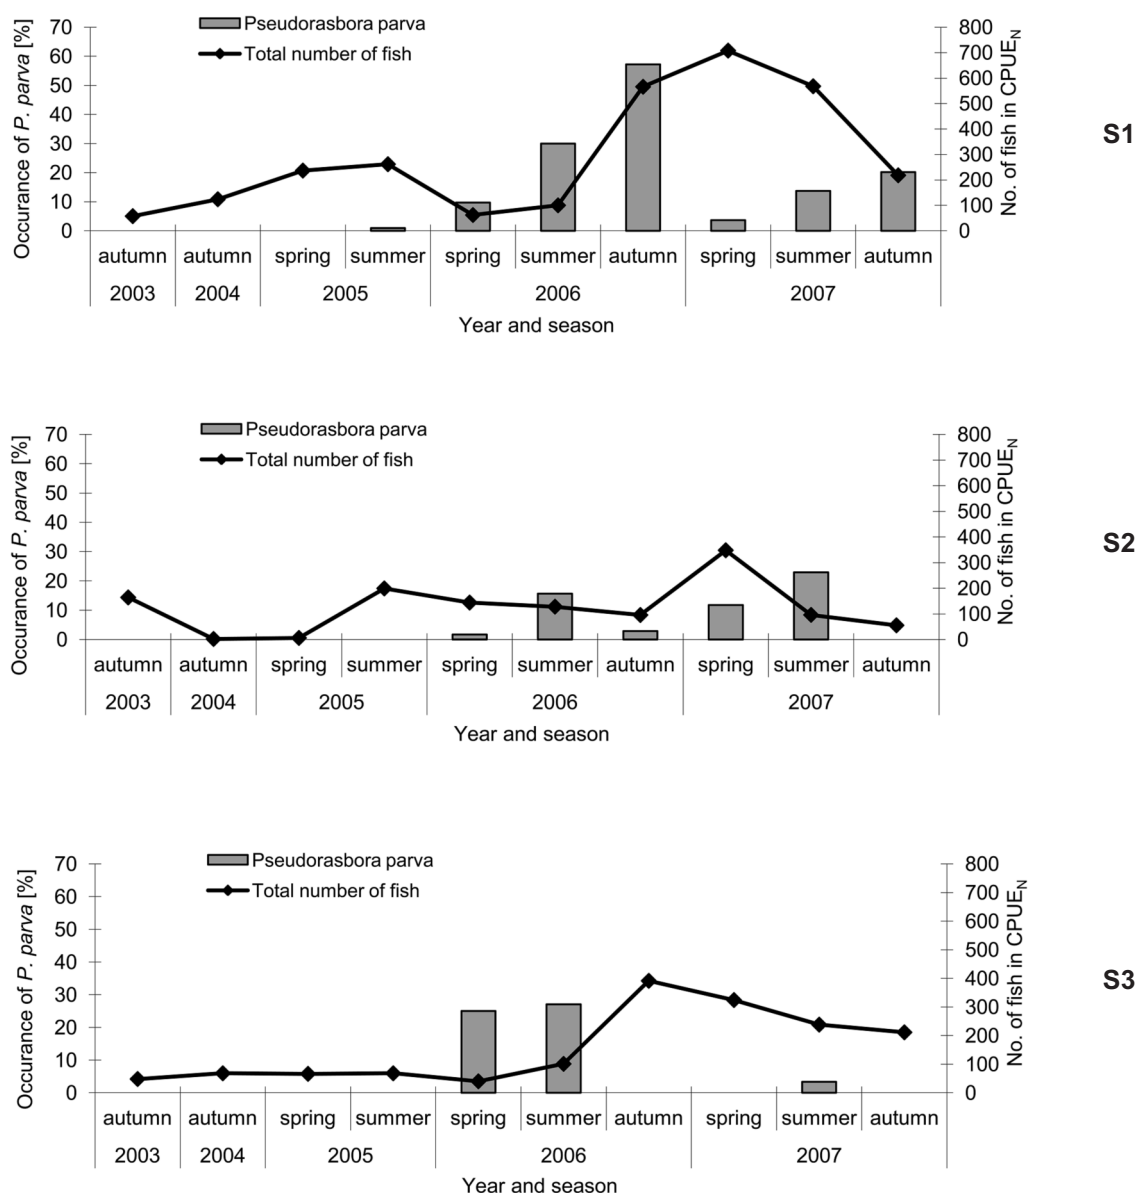 Pseudorasbora parva
Total number of fish
Occurance of P. parva [%]
70
60
50
40
30
20
10
0
800
700
600
500
400
300
200
100
0
No. of fish in CPUEN
S1
autumn autumn spring summer spring summer autumn spring summer autumn
2003 2004 2005 2006 2007
Year and season
Pseudorasbora parva
Total number of fish
Occurance of P. parva [%]
70
60
50
40
30
20
10
0
800
700
600
500
400
300
200
100
0
No. of fish in CPUEN
S2
autumn autumn spring summer spring summer autumn spring summer autumn
2003 2004 2005 2006 2007
Year and season
Pseudorasbora parva
Total number of fish
Occurance of P. parva [%]
70
60
50
40
30
20
10
0
800
700
600
500
400
300
200
100
0
No. of fish in CPUEN
S3
autumn autumn spring summer spring summer autumn spring summer autumn
2003 2004 2005 2006 2007
Year and season